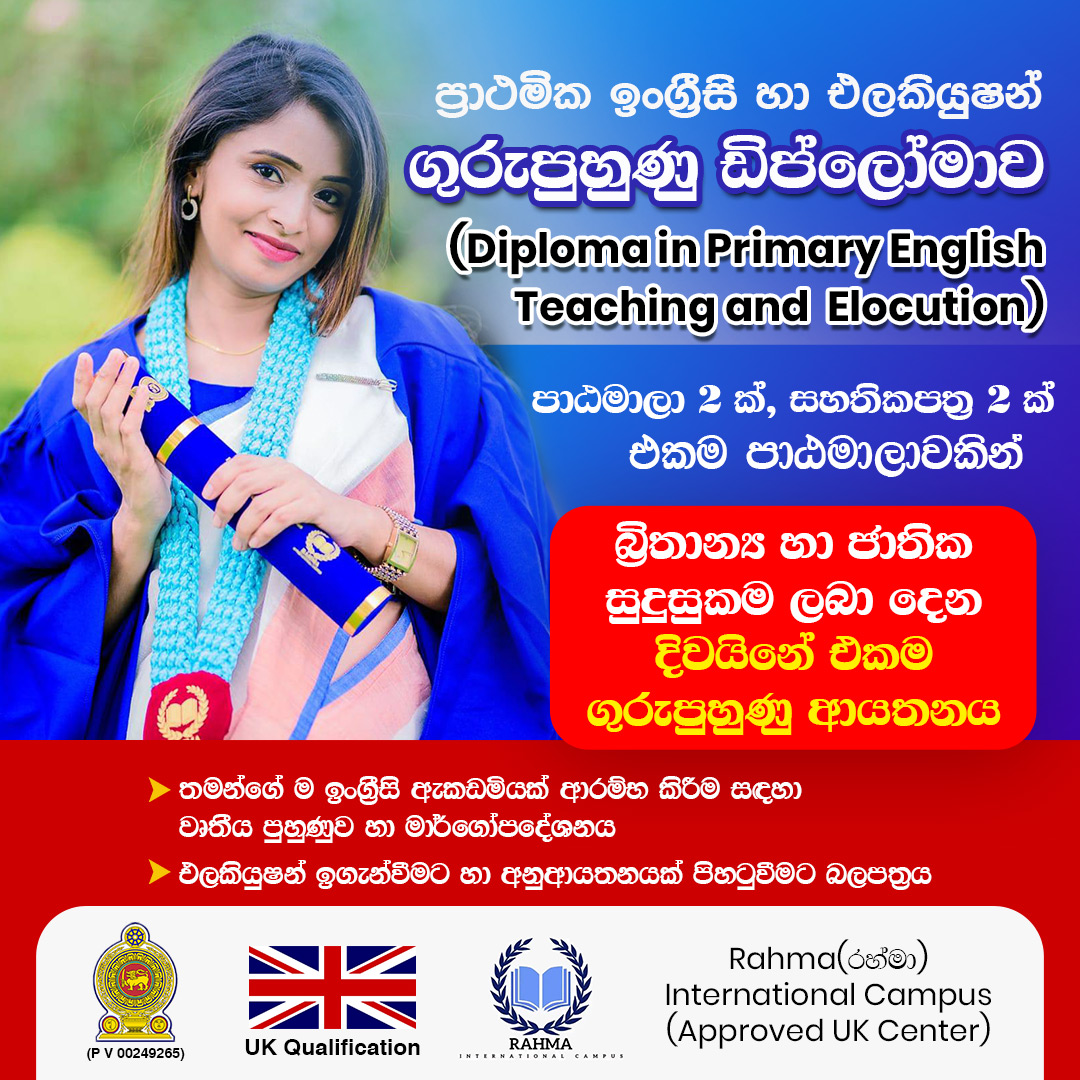 ප්‍රාථමික ඉංග්‍රීසි හා එලකියුෂන්
ගුරුපුහුණු ඩිප්ලෝමාව
(Diploma in Primary English
Teaching and Elocution)
පාඨමාලා 2 ක්, සහතිකපත්‍ර 2 ක්
එකම පාඨමාලාවකින්
බ්‍රිතාන්‍ය හා ජාතික
සුදුසුකම ලබා දෙන
දිවයිනේ එකම
ගුරුපුහුණු ආයතනය
තමන්ගේ ම ඉංග්‍රීසි ඇකඩමියක් ආරම්භ කිරීම සඳහා
වෘතීය පුහුණුව හා මාර්ගෝපදේශනය
එලකියුෂන් ඉගැන්වීමට හා අනුආයතනයක් පිහටුවීමට බලපත්‍රය
(P V 00249265)
UK Qualification
RAHMA
INTERNATIONAL CAMPUS
Rahma(රහ්මා)
International Campus
(Approved UK Center)